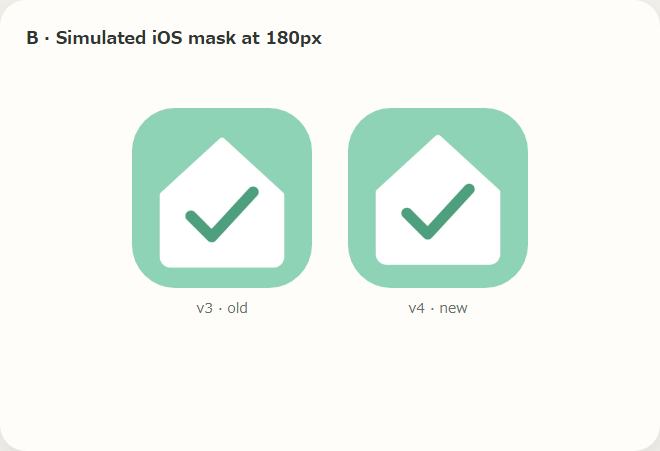 B · Simulated iOS mask at 180px
v3 · old
v4 · new